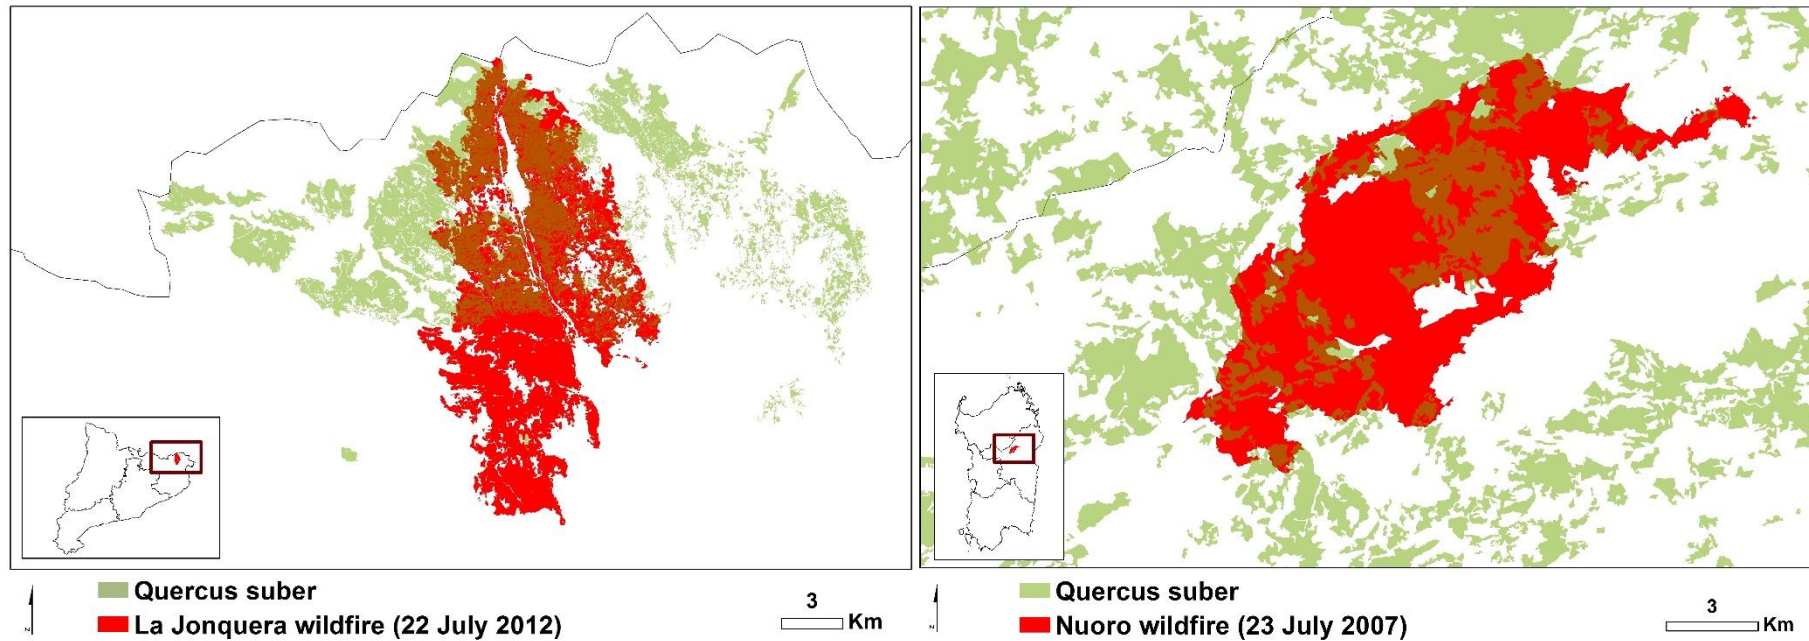 Quercus suber
La Jonquera wildfire (22 July 2012)
N
3
Km
Quercus suber
Nuoro wildfire (23 July 2007)
N
3
Km